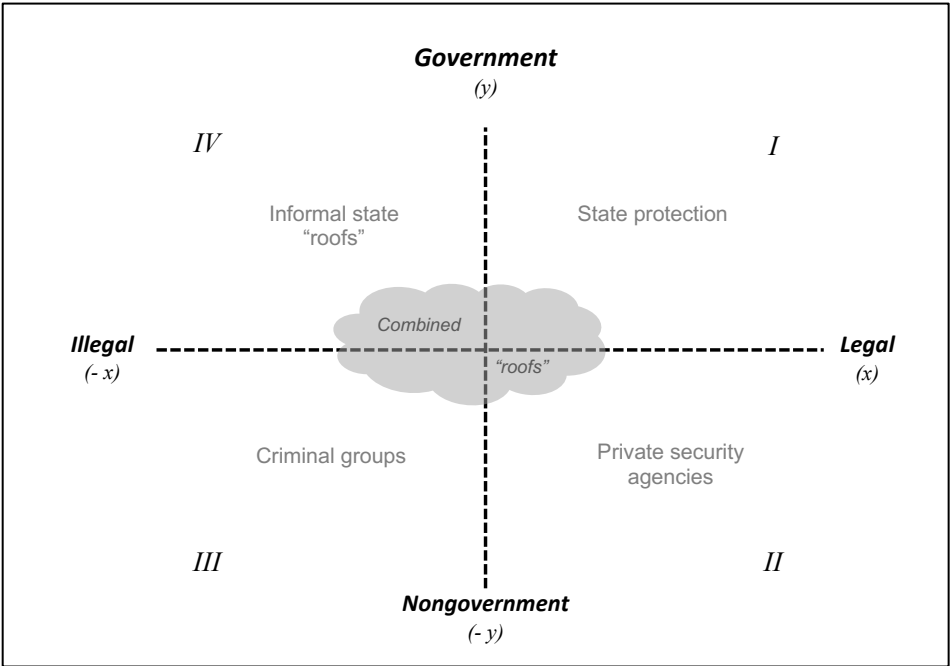 Government
(y)
IV
I
Informal state
“roofs”
State protection
Combined
“roofs”
Illegal
(- x)
Legal
(x)
Criminal groups
Private security
agencies
III
II
Nongovernment
(- y)